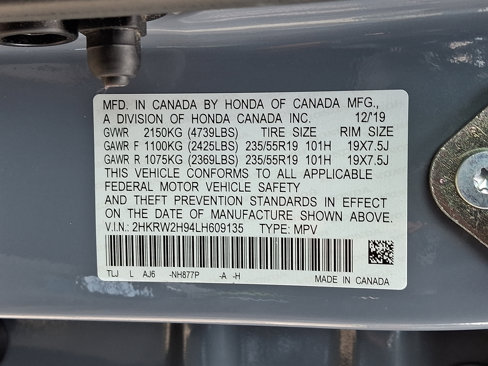 MFD. IN CANADA BY HONDA OF CANADA MFG.,
A DIVISION OF HONDA CANADA INC. 12/'19
GVWR 2150KG (4739LBS) TIRE SIZE RIM SIZE
GAWR F 1100KG (2425LBS) 235/55R19 101H 19X7.5J
GAWR R 1075KG (2369LBS) 235/55R19 101H 19X7.5J
THIS VEHICLE CONFORMS TO ALL APPLICABLE
FEDERAL MOTOR VEHICLE SAFETY
AND THEFT PREVENTION STANDARDS IN EFFECT
ON THE DATE OF MANUFACTURE SHOWN ABOVE.
V.I.N.: 2HKRW2H94LH609135 TYPE: MPV
TLJ L AJ6 -NH877P -A -H
MADE IN CANADA